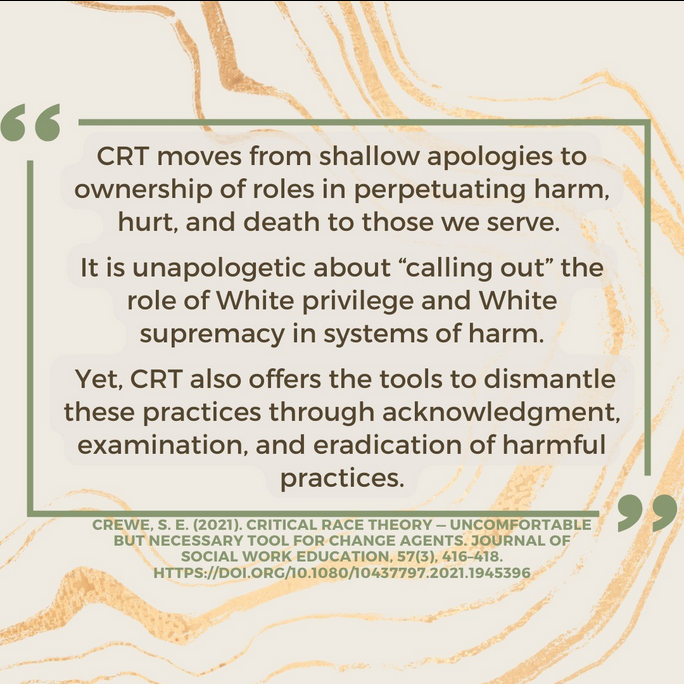 “
CRT moves from shallow apologies to
ownership of roles in perpetuating harm,
hurt, and death to those we serve.
It is unapologetic about “calling out” the
role of White privilege and White
supremacy in systems of harm.
Yet, CRT also offers the tools to dismantle
these practices through acknowledgment,
examination, and eradication of harmful
practices.
”
CREWE, S. E. (2021). CRITICAL RACE THEORY – UNCOMFORTABLE
BUT NECESSARY TOOL FOR CHANGE AGENTS. JOURNAL OF
SOCIAL WORK EDUCATION, 57(3), 416–418.
HTTPS://DOI.ORG/10.1080/10437797.2021.1945396